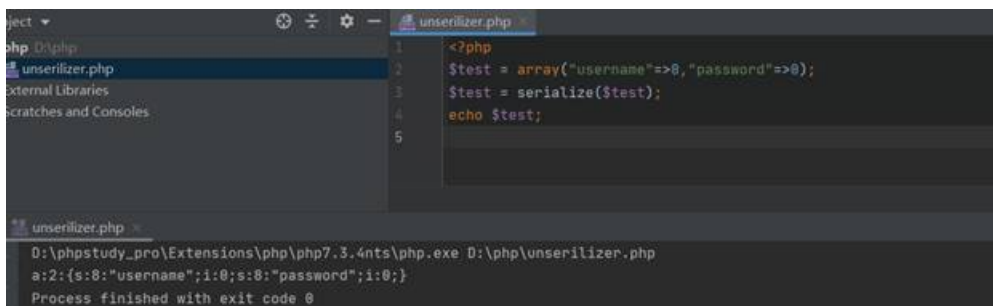 ject
unserilizer.php
php D:\php
unserilizer.php
External Libraries
Scratches and Consoles
1 <?php
2 $test = array("username"=>0,"password"=>0);
3 $test = serialize($test);
4 echo $test;
5
unserilizer.php
D:\phpstudy_pro\Extensions\php\php7.3.4nts\php.exe D:\php\unserilizer.php
a:2:{s:8:"username";i:0;s:8:"password";i:0;}
Process finished with exit code 0